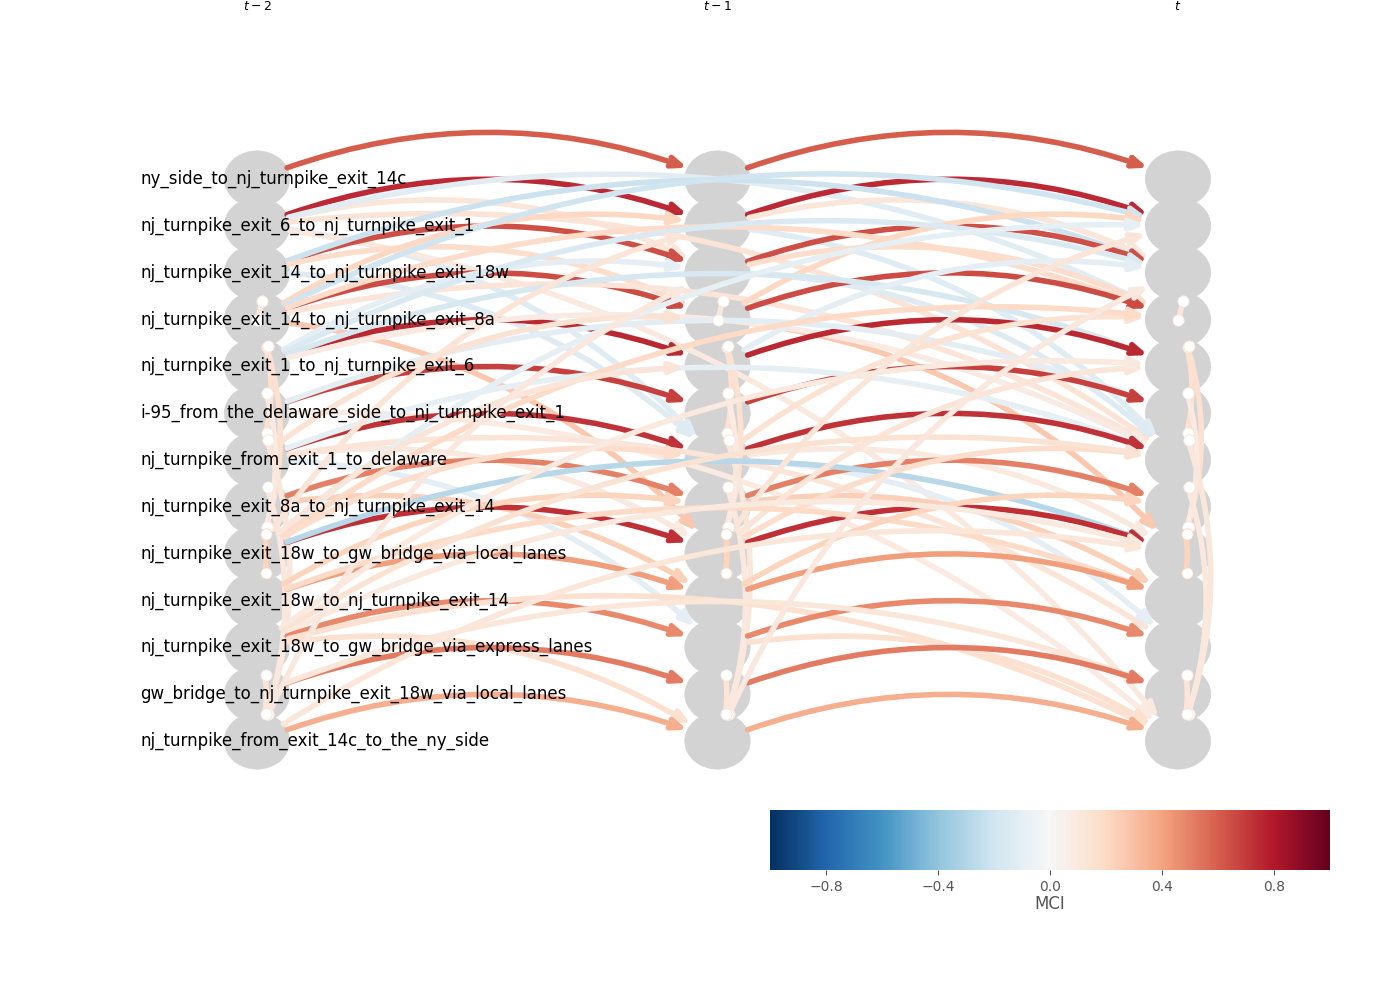 t − 2 t − 1 t
ny_side_to_nj_turnpike_exit_14c
nj_turnpike_exit_6_to_nj_turnpike_exit_1
nj_turnpike_exit_14_to_nj_turnpike_exit_18w
nj_turnpike_exit_14_to_nj_turnpike_exit_8a
nj_turnpike_exit_1_to_nj_turnpike_exit_6
i-95_from_the_delaware_side_to_nj_turnpike_exit_1
nj_turnpike_from_exit_1_to_delaware
nj_turnpike_exit_8a_to_nj_turnpike_exit_14
nj_turnpike_exit_18w_to_gw_bridge_via_local_lanes
nj_turnpike_exit_18w_to_nj_turnpike_exit_14
nj_turnpike_exit_18w_to_gw_bridge_via_express_lanes
gw_bridge_to_nj_turnpike_exit_18w_via_local_lanes
nj_turnpike_from_exit_14c_to_the_ny_side
−0.8 −0.4 0.0 0.4 0.8
MCI